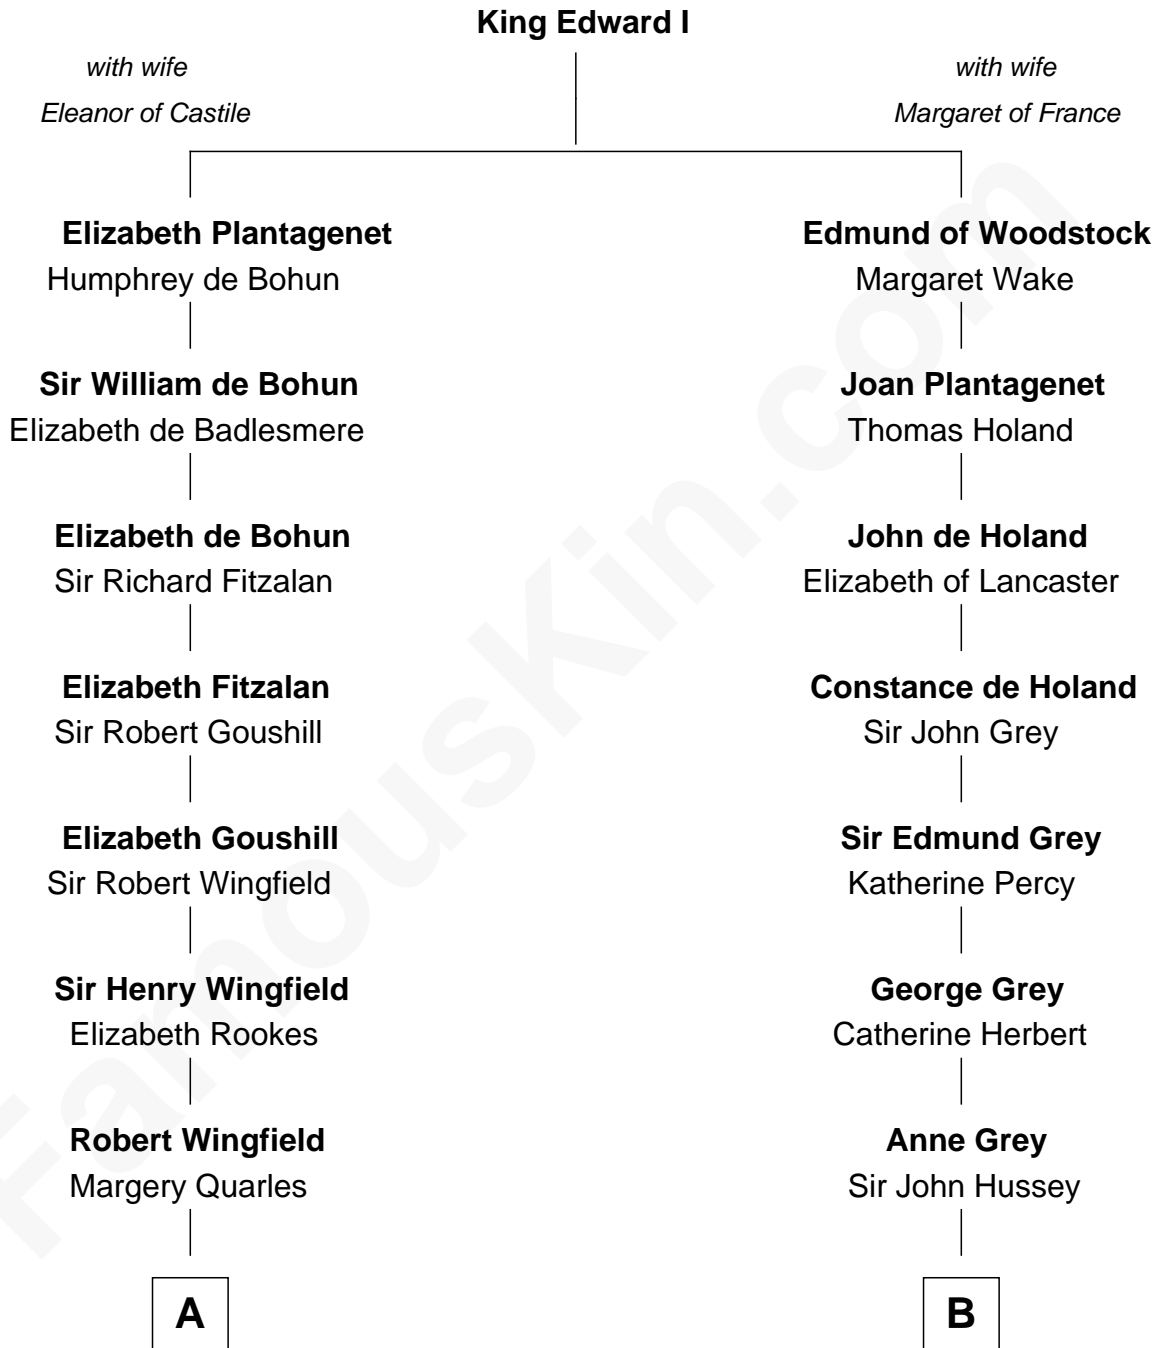 King Edward I
with wife
Eleanor of Castile
with wife
Margaret of France
Elizabeth Plantagenet
Humphrey de Bohun
Edmund of Woodstock
Margaret Wake
Sir William de Bohun
Elizabeth de Badlesmere
Joan Plantagenet
Thomas Holand
Elizabeth de Bohun
Sir Richard Fitzalan
John de Holand
Elizabeth of Lancaster
Elizabeth Fitzalan
Sir Robert Goushill
Constance de Holand
Sir John Grey
Elizabeth Goushill
Sir Robert Wingfield
Sir Edmund Grey
Katherine Percy
Sir Henry Wingfield
Elizabeth Rookes
George Grey
Catherine Herbert
Robert Wingfield
Margery Quarles
Anne Grey
Sir John Hussey
A
B
FamousKin.com